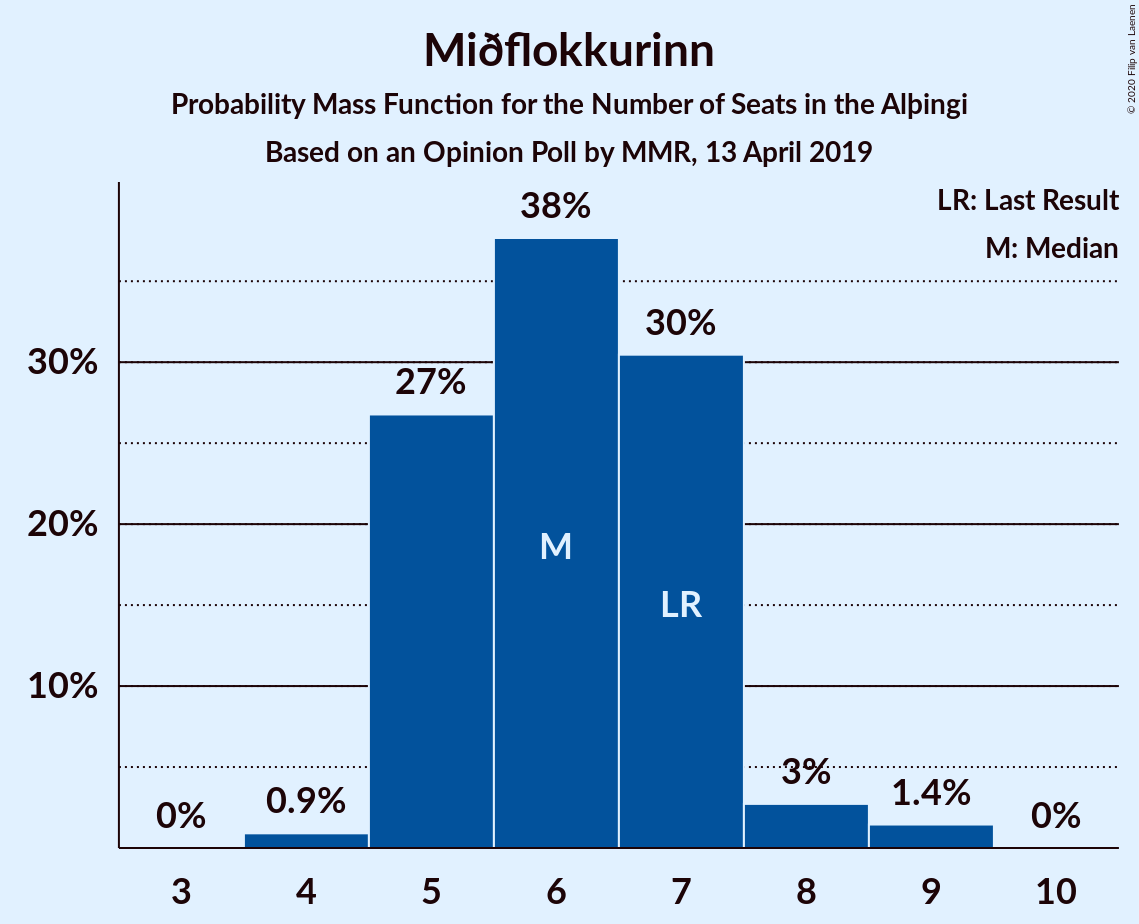 Miðflokkurinn
Probability Mass Function for the Number of Seats in the Alþingi
Based on an Opinion Poll by MMR, 13 April 2019
© 2020 Filip van Laenen
LR: Last Result
M: Median
38%
30%
30%
27%
20%
M
LR
10%
0%
0.9%
3%
1.4%
0%
3 4 5 6 7 8 9 10